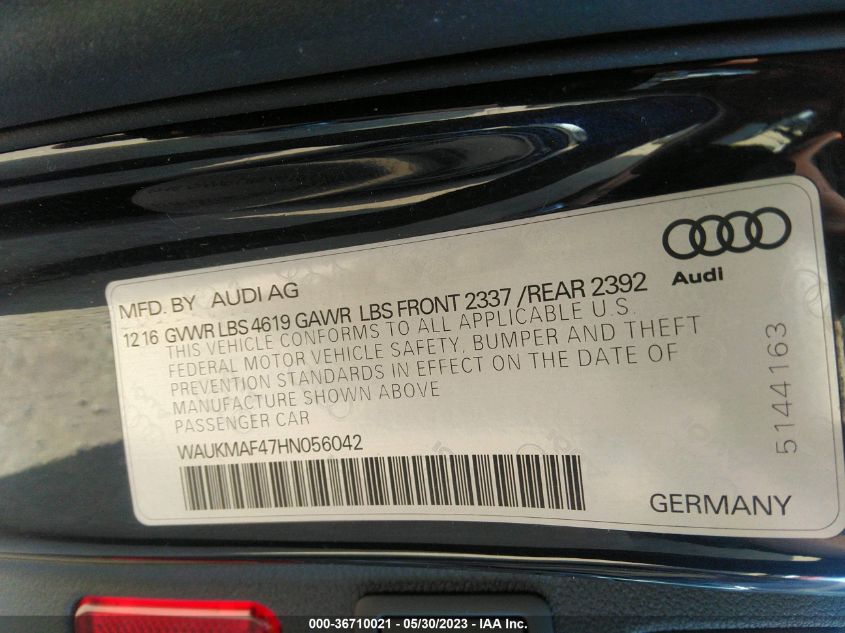 MFD. BY AUDI AG
Audi
12 16 GVWR LBS 4619 GAWR LBS FRONT 2337 /REAR 2392
THIS VEHICLE CONFORMS TO ALL APPLICABLE U.S.
FEDERAL MOTOR VEHICLE SAFETY, BUMPER AND THEFT
PREVENTION STANDARDS IN EFFECT ON THE DATE OF
MANUFACTURE SHOWN ABOVE
PASSENGER CAR
WAUKMAF47HN056042
5144163
GERMANY
000-36710021 — 05/30/2023 — IAA Inc.